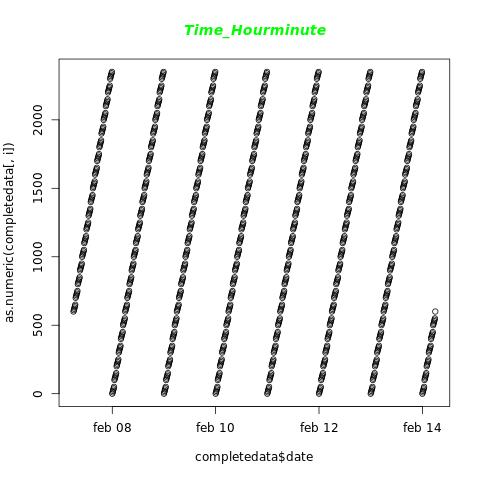 Time_Hourminute
as.numeric(completedata[, i])
2000
1500
1000
500
0
feb 08 feb 10 feb 12 feb 14
completedata$date